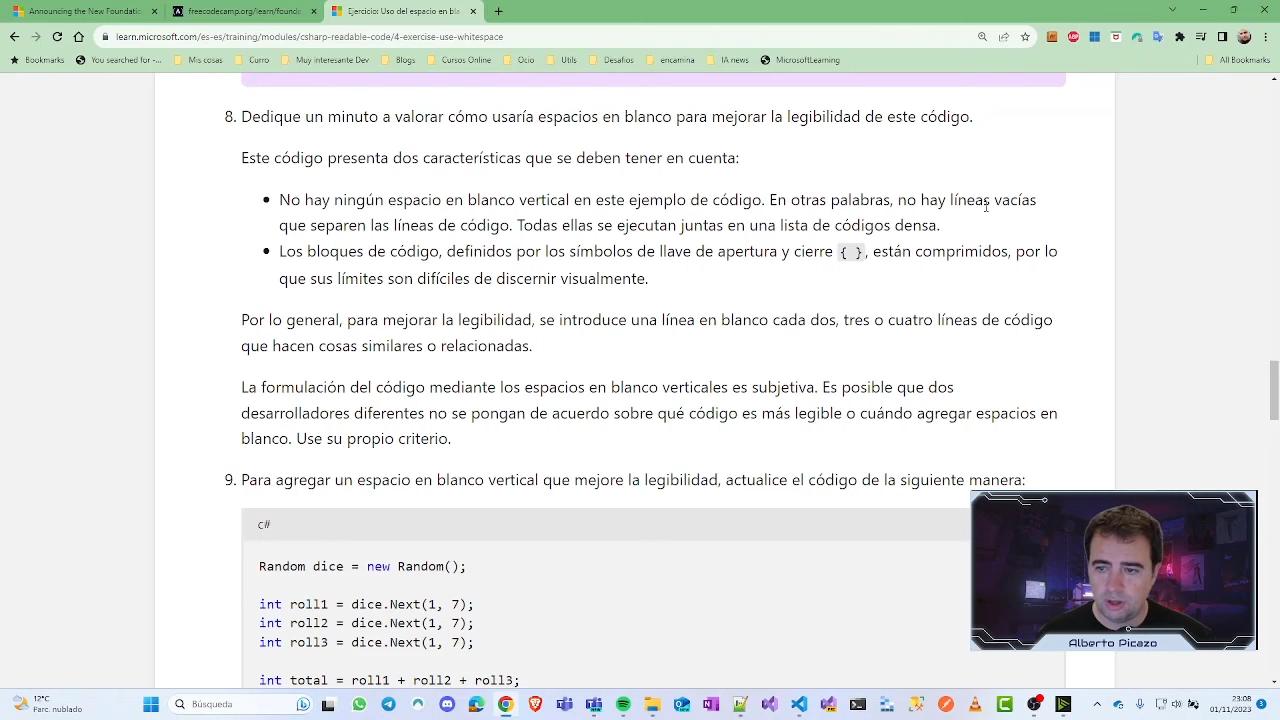 Announcing the New Foundatic
freecodecamp.org/learn/found
Ejercicio: Uso del espacio en bla
learn.microsoft.com/es-es/training/modules/csharp-readable-code/4-exercise-use-whitespace
Bookmarks
You searched for -...
Mis cosas
Curro
Muy interesante Dev
Blogs
Cursos Online
Ocio
Utils
Desafios
encamina
IA news
MicrosoftLearning
All Bookmarks
8. Dedique un minuto a valorar cómo usaría espacios en blanco para mejorar la legibilidad de este código.
Este código presenta dos características que se deben tener en cuenta:
No hay ningún espacio en blanco vertical en este ejemplo de código. En otras palabras, no hay líneas vacías
que separen las líneas de código. Todas ellas se ejecutan juntas en una lista de códigos densa.
Los bloques de código, definidos por los símbolos de llave de apertura y cierre { }, están comprimidos, por lo
que sus límites son difíciles de discernir visualmente.
Por lo general, para mejorar la legibilidad, se introduce una línea en blanco cada dos, tres o cuatro líneas de código
que hacen cosas similares o relacionadas.
La formulación del código mediante los espacios en blanco verticales es subjetiva. Es posible que dos
desarrolladores diferentes no se pongan de acuerdo sobre qué código es más legible o cuándo agregar espacios en
blanco. Use su propio criterio.
9. Para agregar un espacio en blanco vertical que mejore la legibilidad, actualice el código de la siguiente manera:
c#
Random dice = new Random();
int roll1 = dice.Next(1, 7);
int roll2 = dice.Next(1, 7);
int roll3 = dice.Next(1, 7);
int total = roll1 + roll2 + roll3;
Alberto Picazo
12°C
Parc. nublado
Búsqueda
23:08
01/11/2023
3